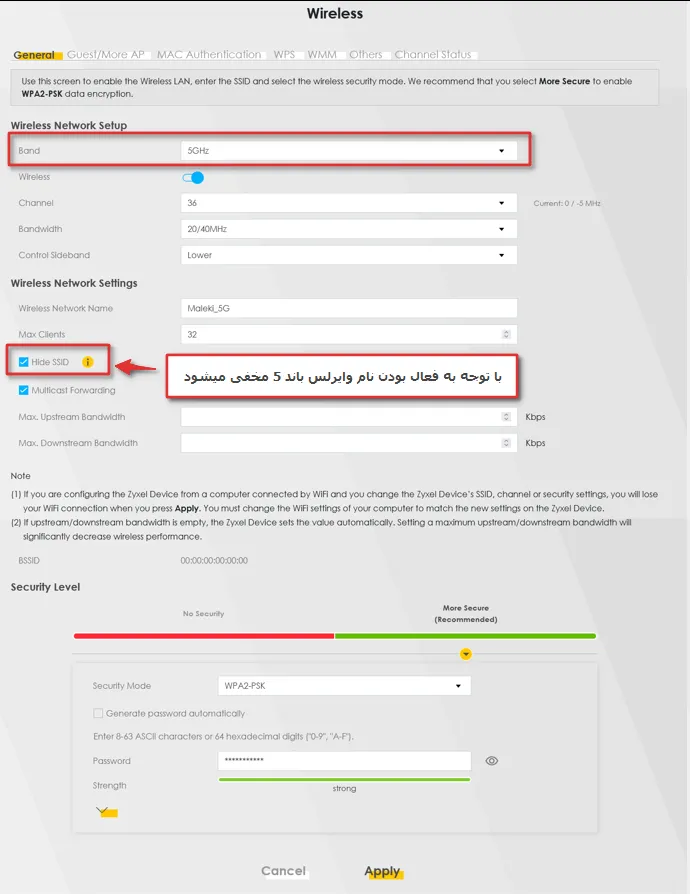 Wireless
General Guest/More AP MAC Authentication WPS WMM Others Channel Status
Use this screen to enable the Wireless LAN, enter the SSID and select the wireless security mode. We recommend that you select More Secure to enable
WPA2-PSK data encryption.
Wireless Network Setup
Band 5GHz
Wireless
Channel 36 Current: 0 / -5 MHz
Bandwidth 20/40MHz
Control Sideband Lower
Wireless Network Settings
Wireless Network Name Maleki_5G
Max Clients 32
Hide SSID i
با توجه به فعال بودن نام وایرلس باند 5 مخفی میشود
Multicast Forwarding
Max. Upstream Bandwidth Kbps
Max. Downstream Bandwidth Kbps
Note
(1) If you are configuring the Zyxel Device from a computer connected by WiFi and you change the Zyxel Device's SSID, channel or security settings, you will lose
your WiFi connection when you press Apply. You must change the WiFi settings of your computer to match the new settings on the Zyxel Device.
(2) If upstream/downstream bandwidth is empty, the Zyxel Device sets the value automatically. Setting a maximum upstream/downstream bandwidth will
significantly decrease wireless performance.
BSSID 00:00:00:00:00:00
Security Level
No Security More Secure
(Recommended)
Security Mode WPA2-PSK
Generate password automatically
Enter 8-63 ASCII characters or 64 hexadecimal digits ("0-9", "A-F").
Password ***********
Strength
strong
Cancel Apply